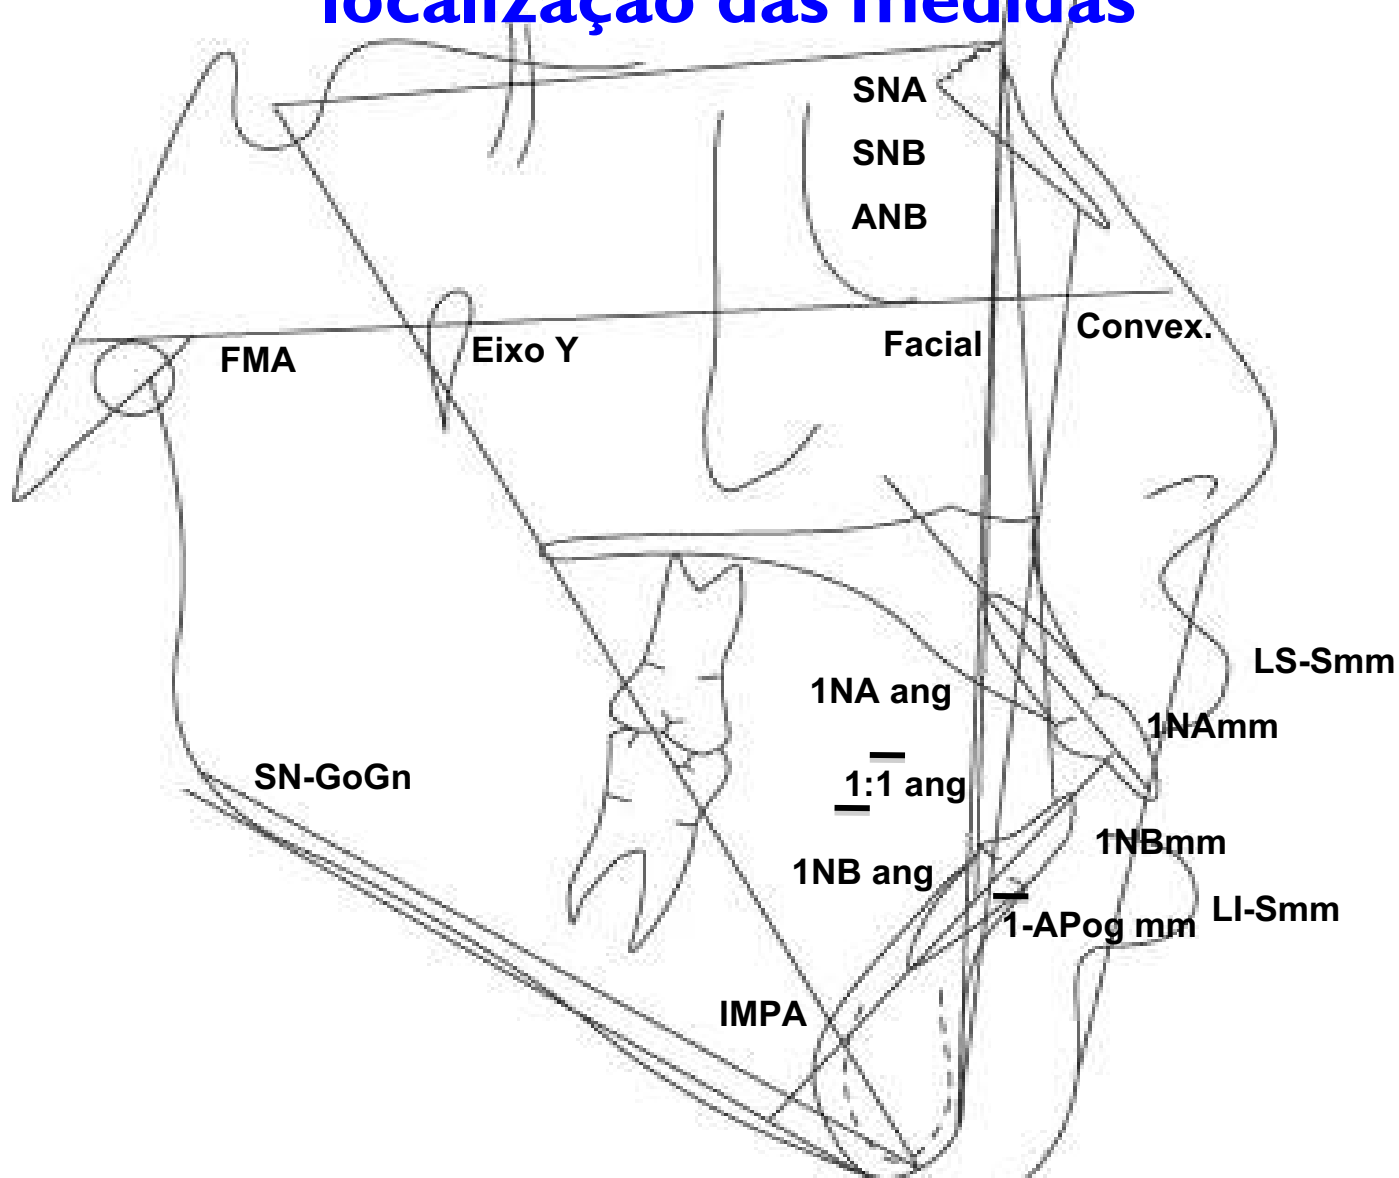 localização das medidas
SNA
SNB
ANB
Convex.
Facial
Eixo Y
FMA
LS-Smm
1NA ang
1NAmm
SN-GoGn
1:1 ang
1NBmm
1NB ang
LI-Smm
1-APog mm
IMPA